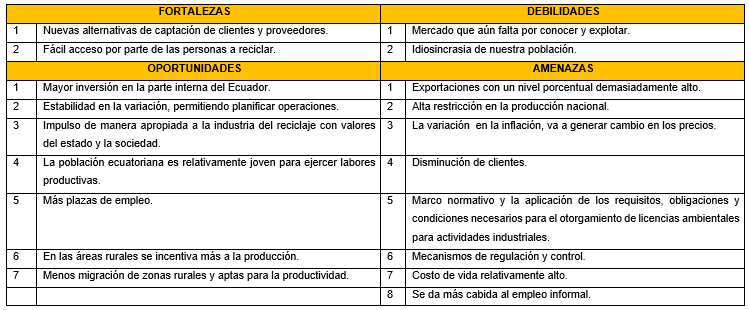 FORTALEZAS DEBILIDADES
1 Nuevas alternativas de captación de clientes y proveedores. 1 Mercado que aún falta por conocer y explotar.
2 Fácil acceso por parte de las personas a reciclar. 2 Idiosincrasia de nuestra población.
OPORTUNIDADES AMENAZAS
1 Mayor inversión en la parte interna del Ecuador. 1 Exportaciones con un nivel porcentual demasiadamente alto.
2 Estabilidad en la variación, permitiendo planificar operaciones. 2 Alta restricción en la producción nacional.
3 Impulso de manera apropiada a la industria del reciclaje con valores 3 La variación en la inflación, va a generar cambio en los precios.
del estado y la sociedad.
4 La población ecuatoriana es relativamente joven para ejercer labores 4 Disminución de clientes.
productivas.
5 Más plazas de empleo. 5 Marco normativo y la aplicación de los requisitos, obligaciones y
condiciones necesarios para el otorgamiento de licencias ambientales
para actividades industriales.
6 En las áreas rurales se incentiva más a la producción. 6 Mecanismos de regulación y control.
7 Menos migración de zonas rurales y aptas para la productividad. 7 Costo de vida relativamente alto.
8 Se da más cabida al empleo informal.